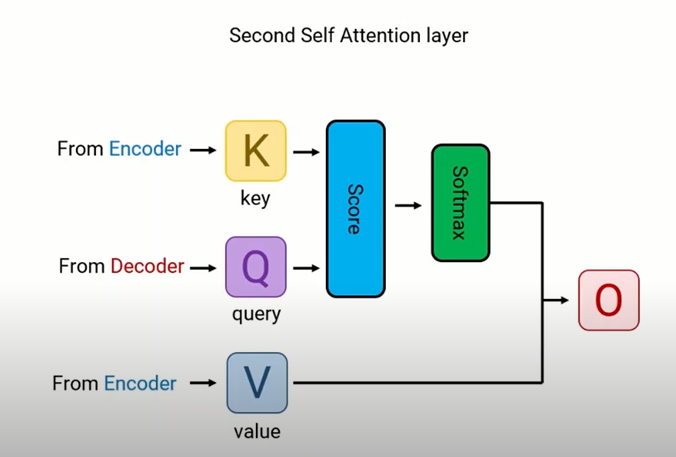 Second Self Attention layer
From Encoder
K
key
Score
Softmax
From Decoder
Q
query
O
From Encoder
V
value